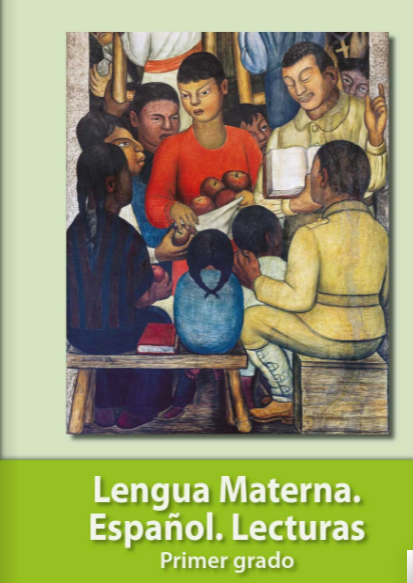 Lengua Materna.
Español. Lecturas
Primer grado